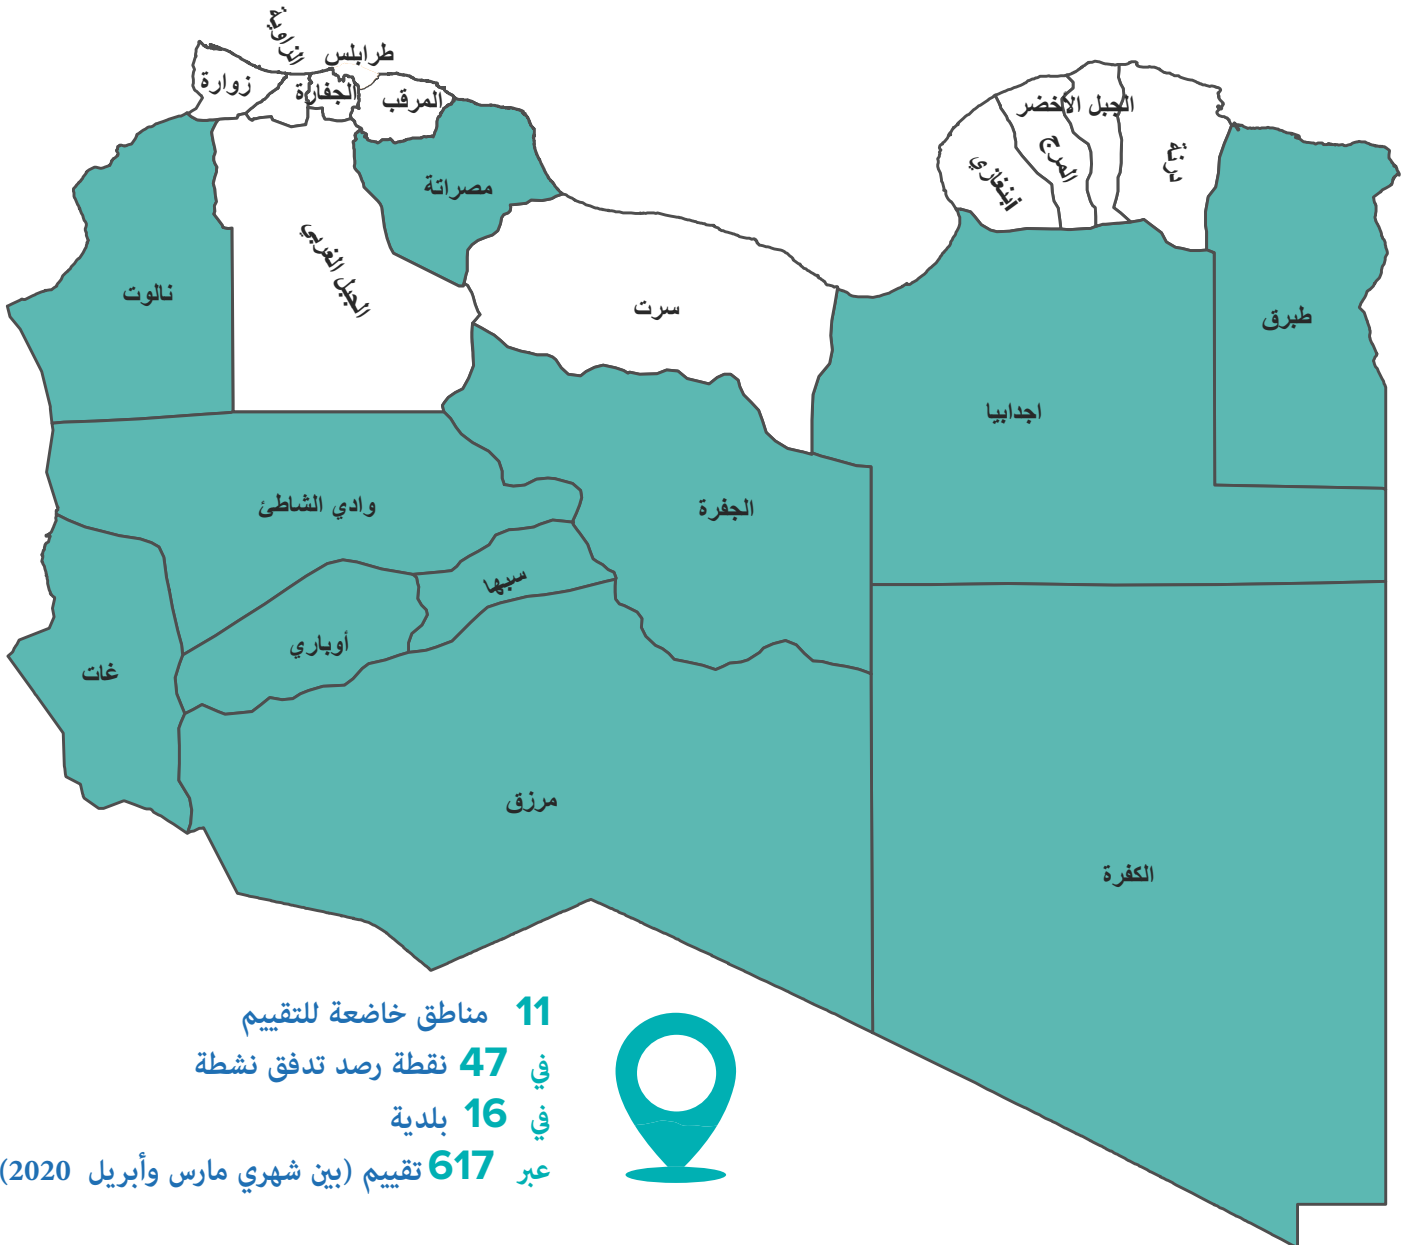 الزاوية
طرابلس
زوارة
الجفارة
المرقب
الجبل الاخضر
المرج
درنة
بنغازي
مصراتة
الجبل الغربي
نالوت
سرت
طبرق
اجدابيا
وادي الشاطئ
الجفرة
سبها
أوباري
غات
مرزق
الكفرة
11 مناطق خاضعة للتقييم
في 47 نقطة رصد تدفق نشطة
في 16 بلدية
عبر 617 تقييم (بين شهري مارس وأبريل 2020)